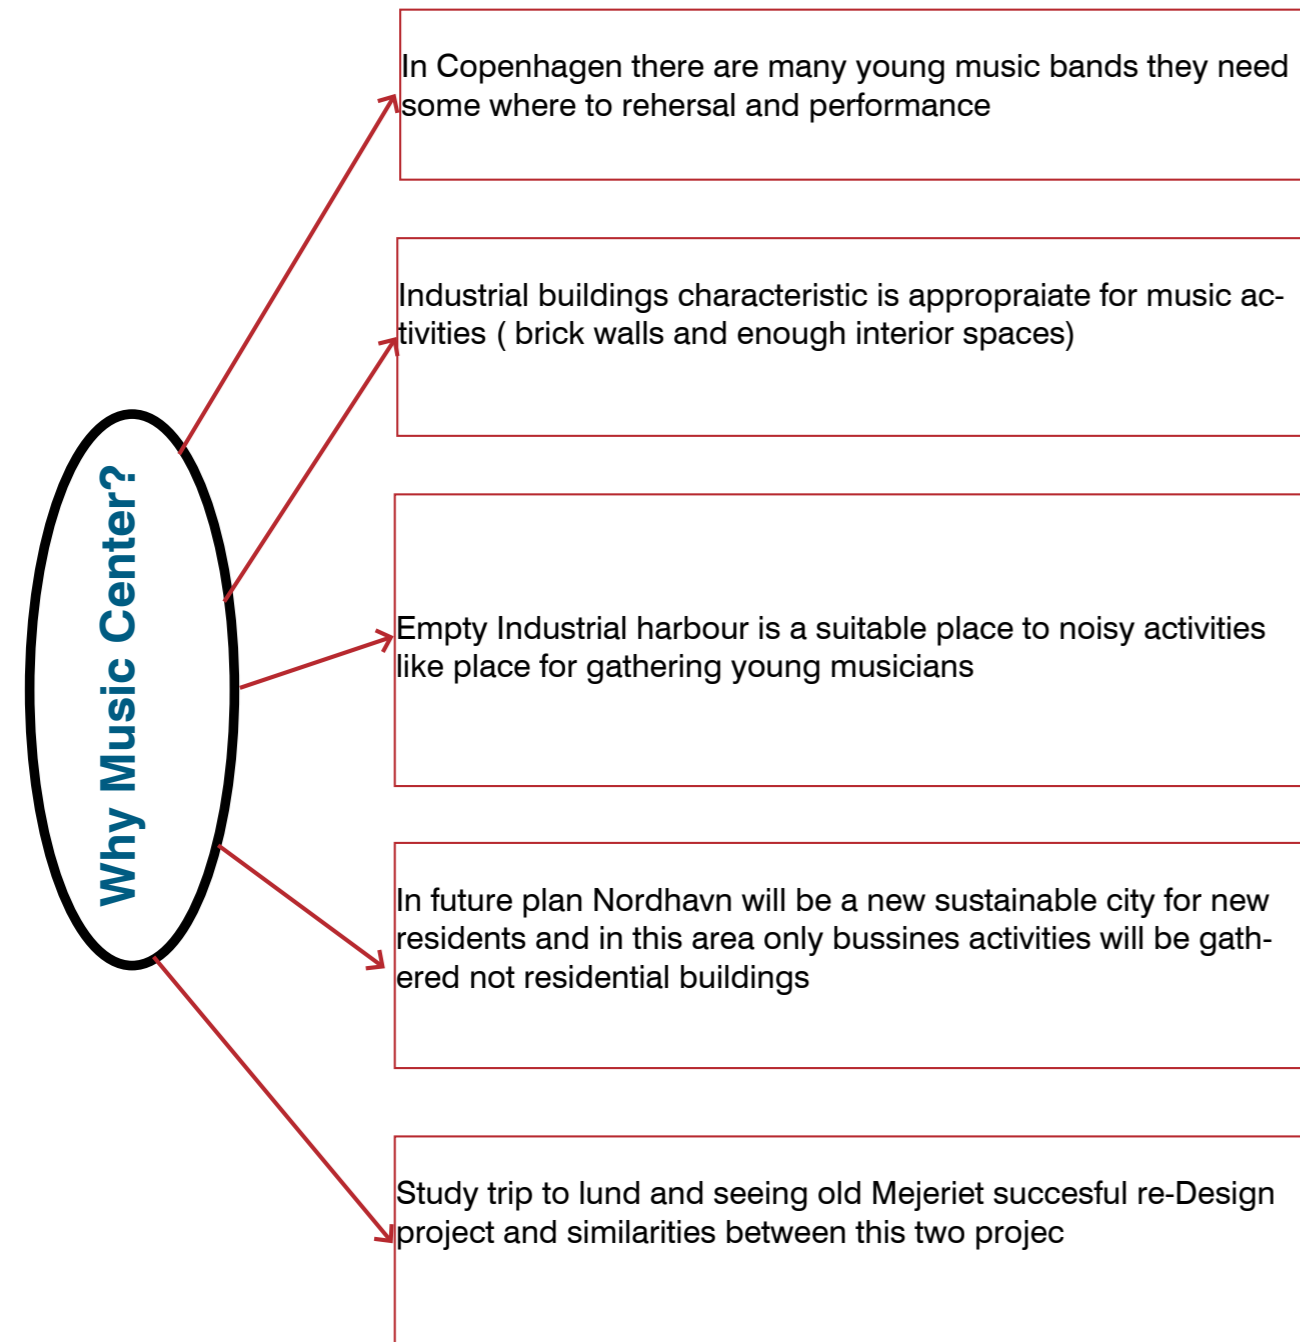 Why Music Center?
In Copenhagen there are many young music bands they need
some where to rehersal and performance
Industrial buildings characteristic is appropraiate for music ac-
tivities ( brick walls and enough interior spaces)
Empty Industrial harbour is a suitable place to noisy activities
like place for gathering young musicians
In future plan Nordhavn will be a new sustainable city for new
residents and in this area only bussines activities will be gath-
ered not residential buildings
Study trip to lund and seeing old Mejeriet succesful re-Design
project and similarities between this two projec